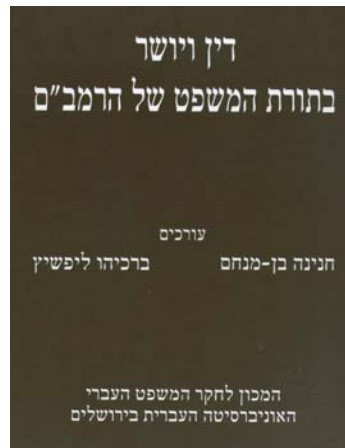 דין ויושר
בתורת המשפט של הרמב״ם
עורכים
חנינה בן-מנחם ברכיהו ליפשיץ
המכון לחקר המשפט העברי
האוניברסיטה העברית בירושלים